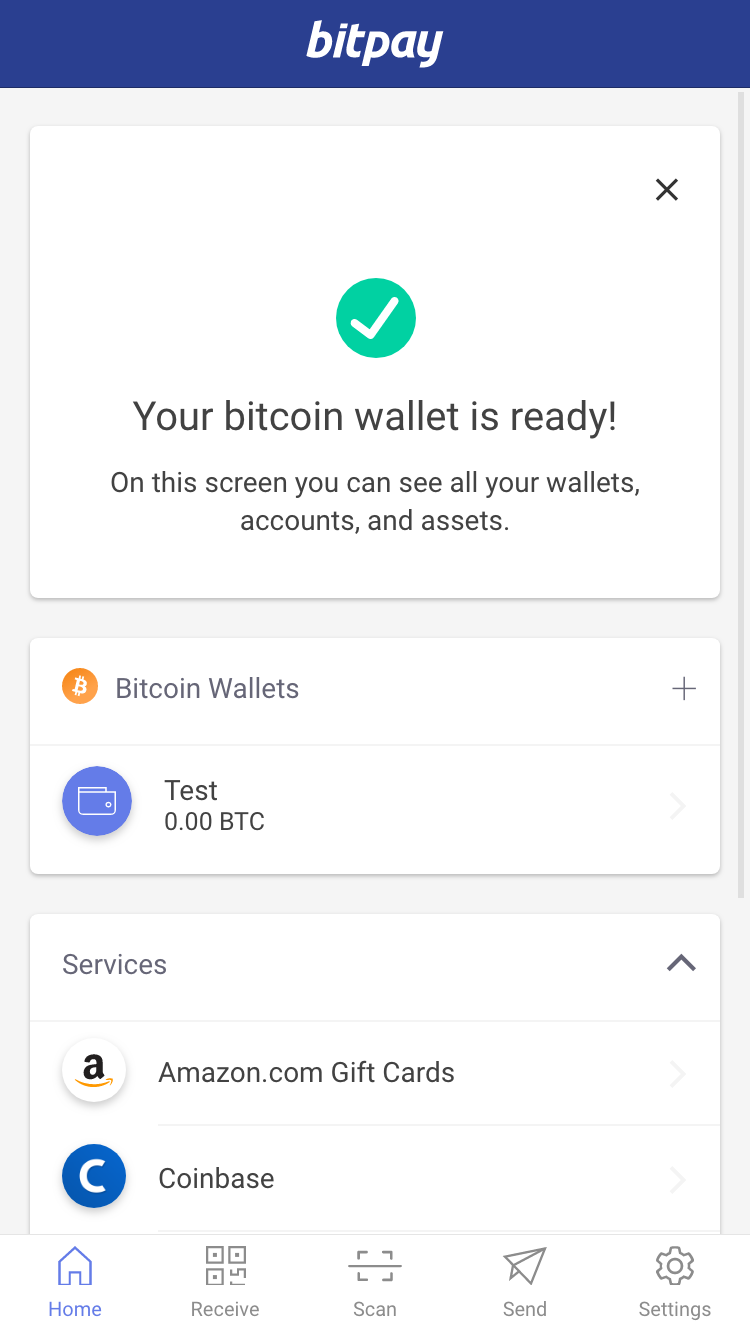 bitpay
Your bitcoin wallet is ready!
On this screen you can see all your wallets,
accounts, and assets.
Bitcoin Wallets
Test
0.00 BTC
Services
Amazon.com Gift Cards
Coinbase
Home
Receive
Scan
Send
Settings